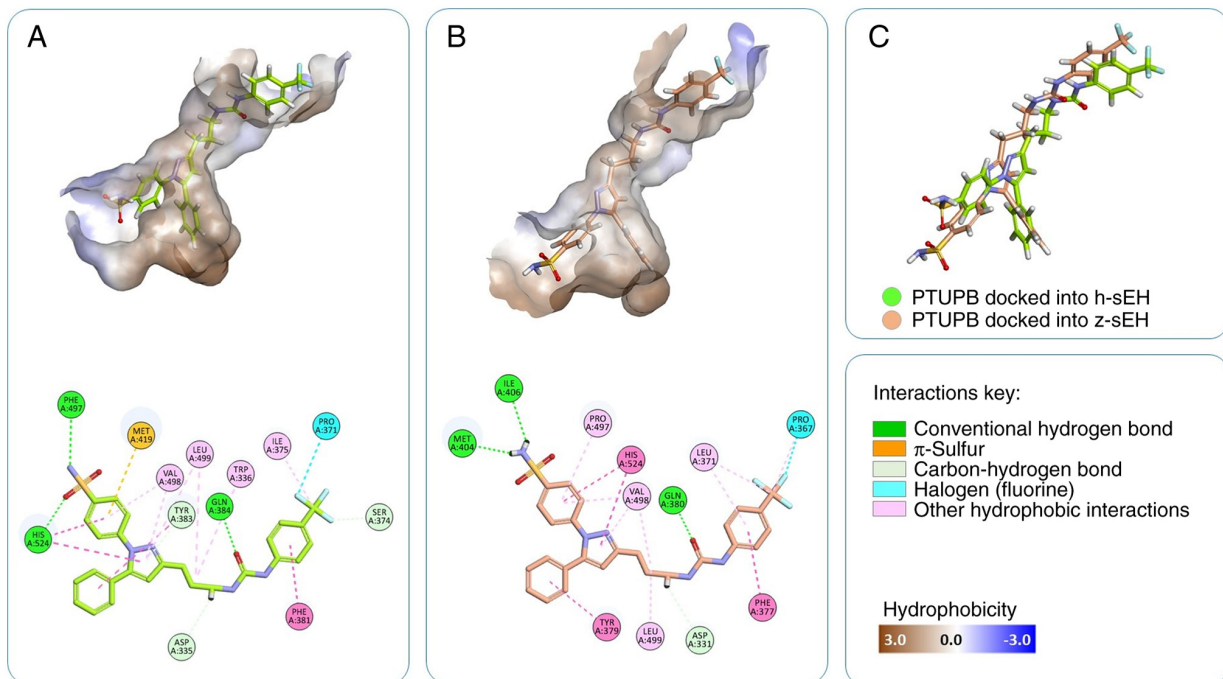 A
B
C
PTUPB docked into h-sEH
PTUPB docked into z-sEH
PHE
A:497
MET
A:419
LEU
A:499
VAL
A:498
TRP
A:336
ILE
A:375
PRO
A:371
TYR
A:383
GLN
A:384
SER
A:374
HIS
A:524
PHE
A:381
ASP
A:335
ILE
A:406
MET
A:404
PRO
A:497
HIS
A:524
VAL
A:498
GLN
A:380
LEU
A:371
PRO
A:367
TYR
A:379
LEU
A:499
ASP
A:331
PHE
A:377
Interactions key:
Conventional hydrogen bond
π-Sulfur
Carbon-hydrogen bond
Halogen (fluorine)
Other hydrophobic interactions
Hydrophobicity
3.0 0.0 -3.0